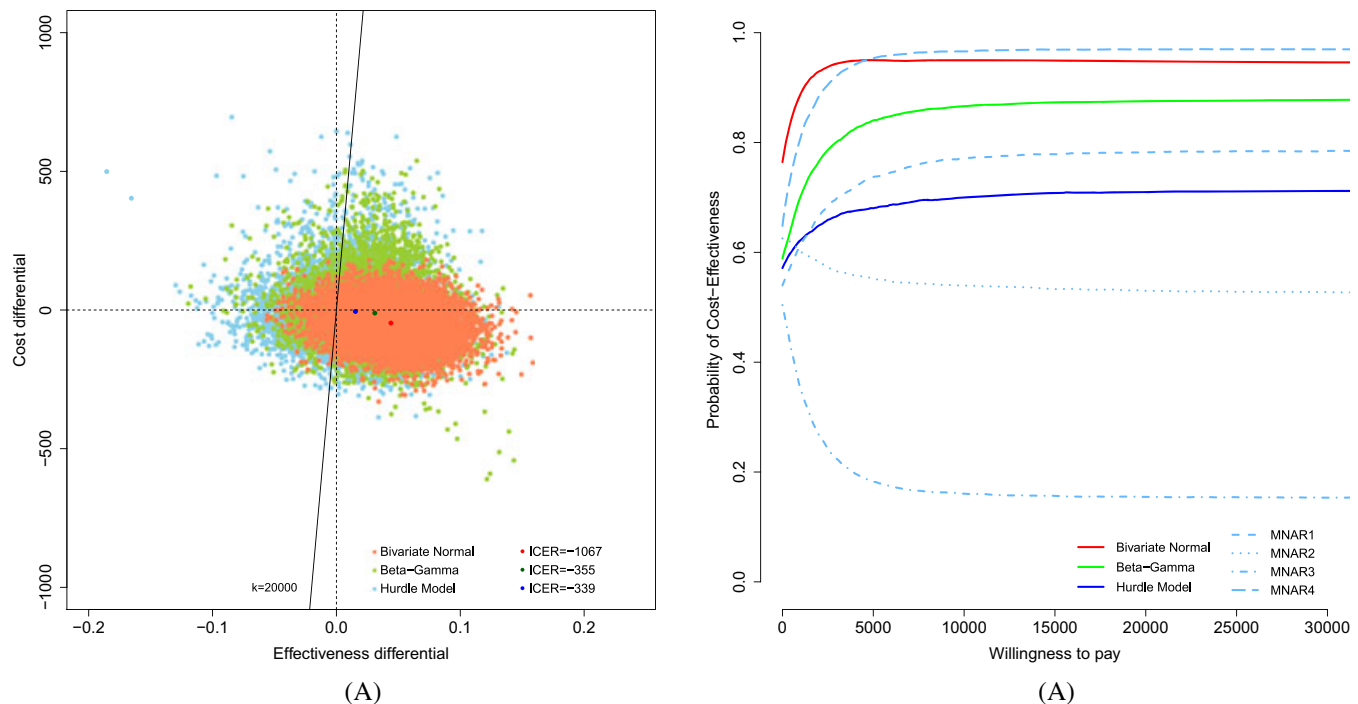 1000
500
0
−500
−1000
Cost differential
k=20000
Bivariate Normal
Beta−Gamma
Hurdle Model
ICER=−1067
ICER=−355
ICER=−339
−0.2
−0.1
0.0
0.1
0.2
Effectiveness differential
(A)
1.0
0.8
0.6
0.4
0.2
0.0
Probability of Cost−Effectiveness
Bivariate Normal
Beta−Gamma
Hurdle Model
MNAR1
MNAR2
MNAR3
MNAR4
0
5000
10000
15000
20000
25000
30000
Willingness to pay
(A)